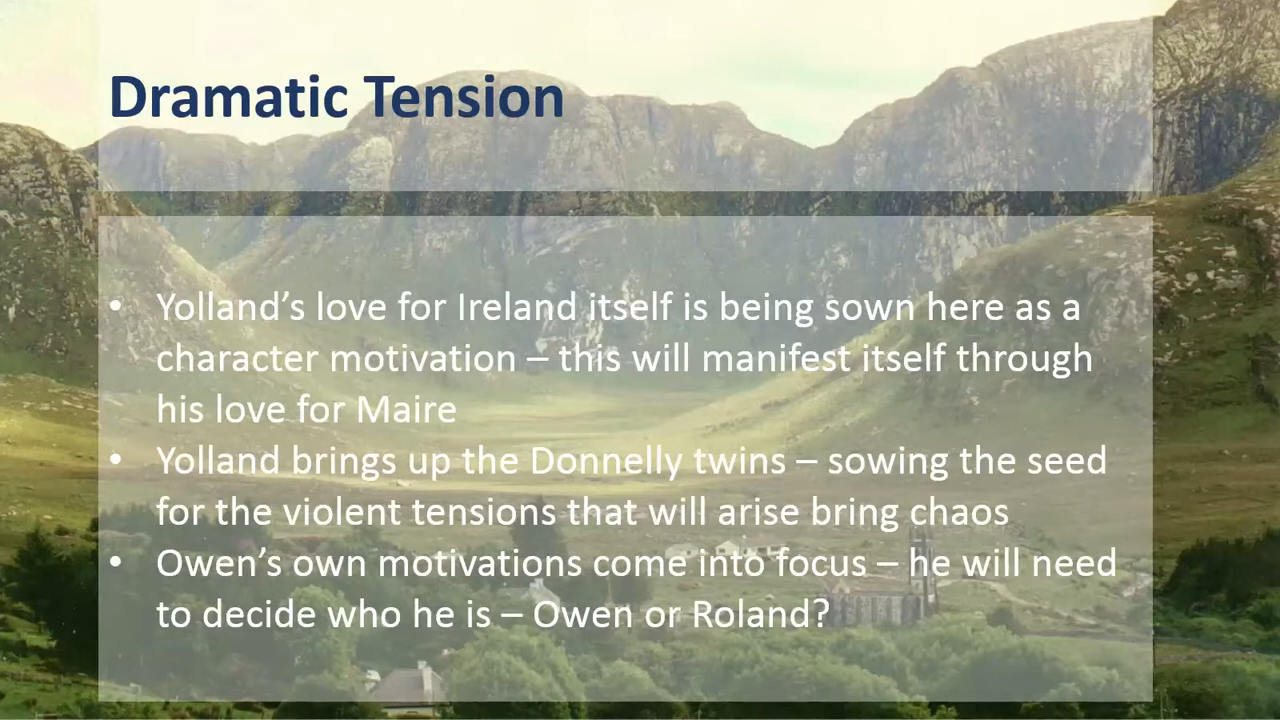 Dramatic Tension
• Yolland’s love for Ireland itself is being sown here as a
character motivation – this will manifest itself through
his love for Maire
• Yolland brings up the Donnelly twins – sowing the seed
for the violent tensions that will arise bring chaos
• Owen’s own motivations come into focus – he will need
to decide who he is – Owen or Roland?